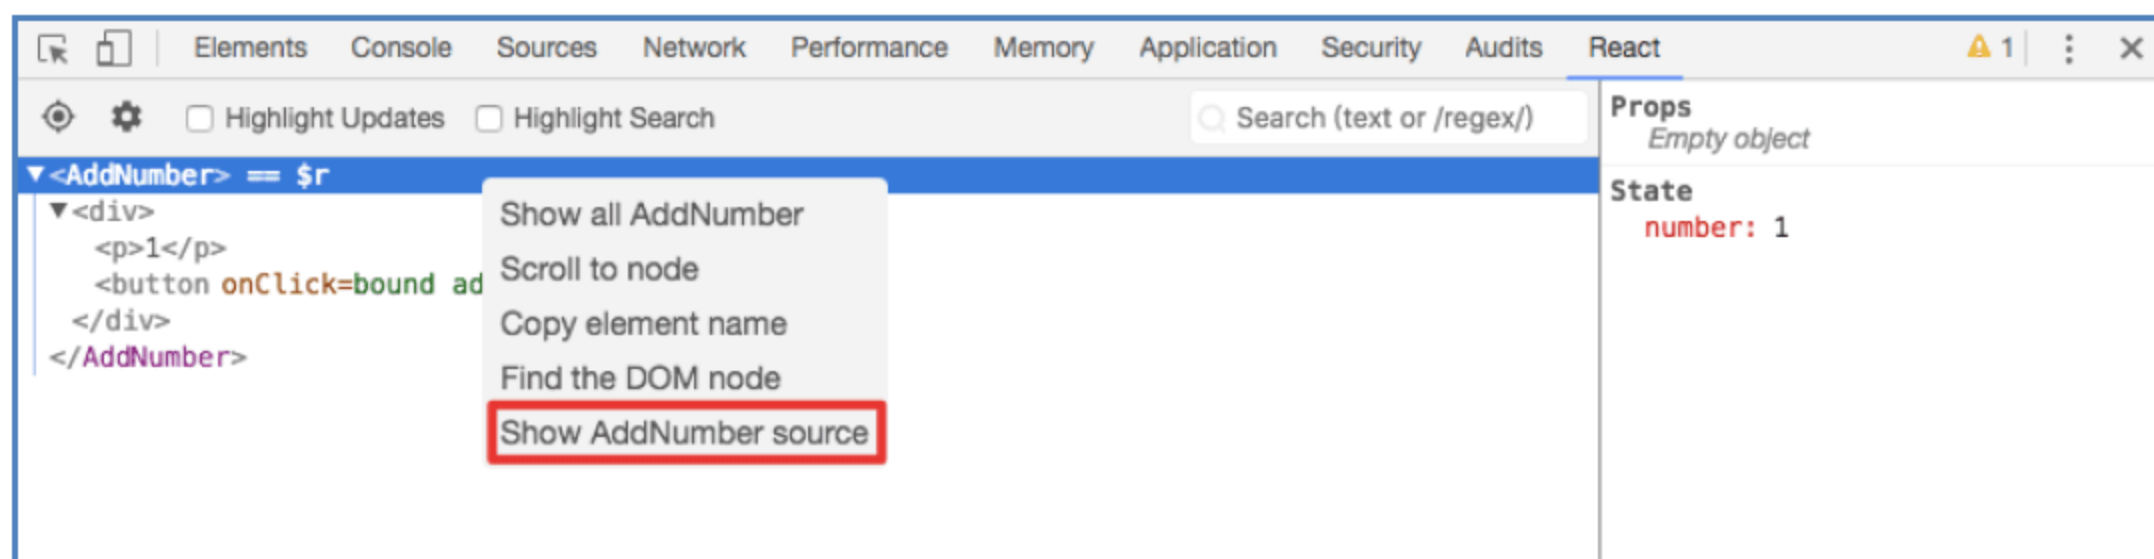 Elements Console Sources Network Performance Memory Application Security Audits React 1
Highlight Updates Highlight Search Search (text or /regex/)
<AddNumber> == $r
<div>
<p>1</p>
<button onClick=bound ad
</div>
</AddNumber>
Show all AddNumber
Scroll to node
Copy element name
Find the DOM node
Show AddNumber source
Props
Empty object
State
number: 1